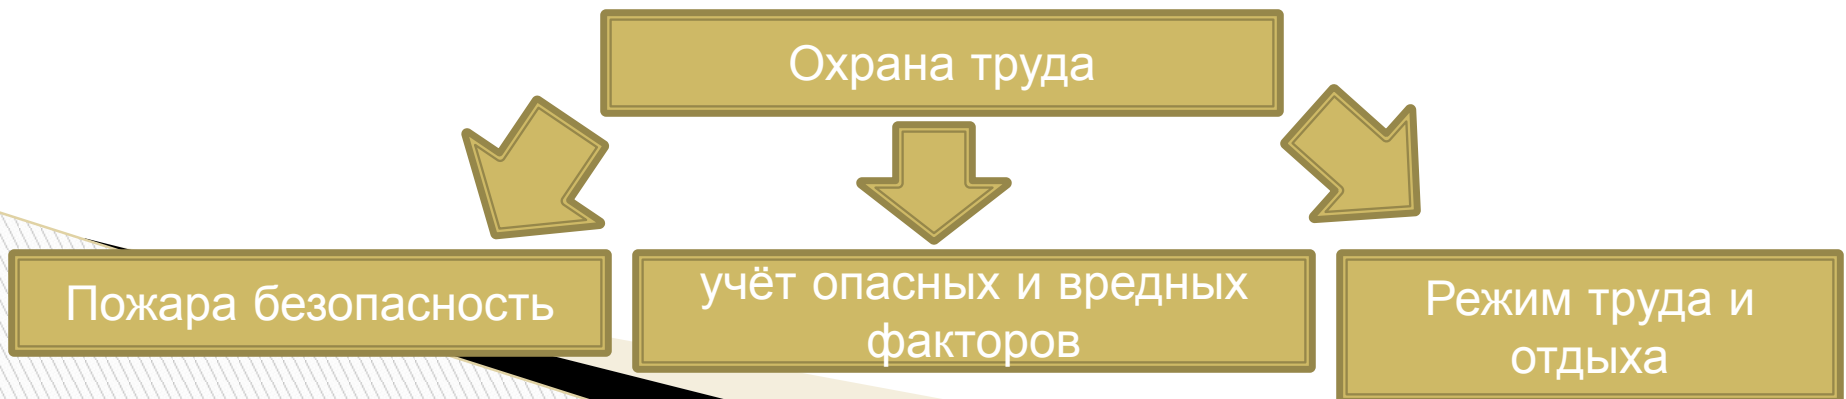 Охрана труда
Пожара безопасность
учёт опасных и вредных
факторов
Режим труда и
отдыха